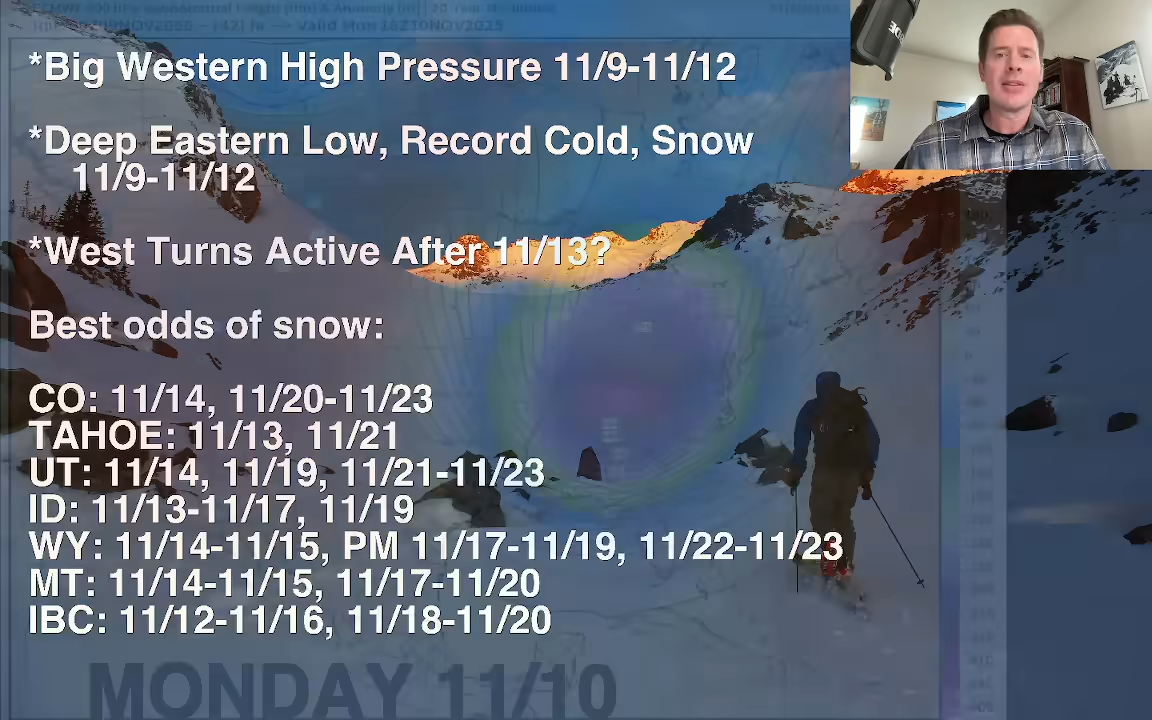 valid Mon 18Z10NOV2025
*Big Western High Pressure 11/9-11/12
*Deep Eastern Low, Record Cold, Snow
11/9-11/12
*West Turns Active After 11/13?
Best odds of snow:
CO: 11/14, 11/20-11/23
TAHOE: 11/13, 11/21
UT: 11/14, 11/19, 11/21-11/23
ID: 11/13-11/17, 11/19
WY: 11/14-11/15, PM 11/17-11/19, 11/22-11/23
MT: 11/14-11/15, 11/17-11/20
IBC: 11/12-11/16, 11/18-11/20
MONDAY 11/10